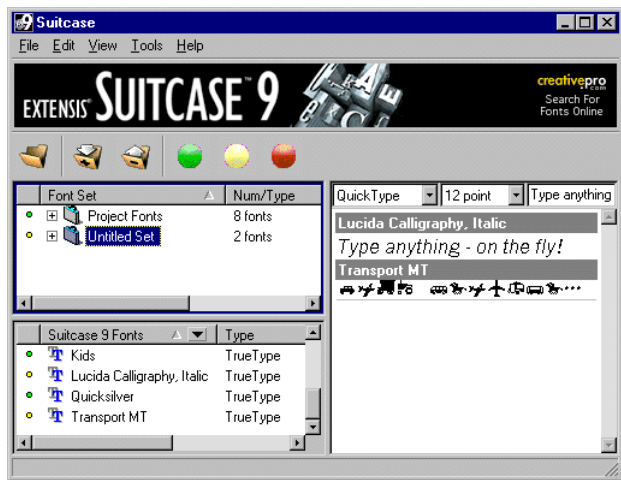 Suitcase
File Edit View Tools Help
EXTENSIS™ SUITCASE™ 9
creativepro
.com
Search For
Fonts Online
Font Set Num/Type
Project Fonts 8 fonts
Untitled Set 2 fonts
Suitcase 9 Fonts Type
Kids TrueType
Lucida Calligraphy, Italic TrueType
Quicksilver TrueType
Transport MT TrueType
QuickType 12 point Type anything
Lucida Calligraphy, Italic
Type anything - on the fly!
Transport MT